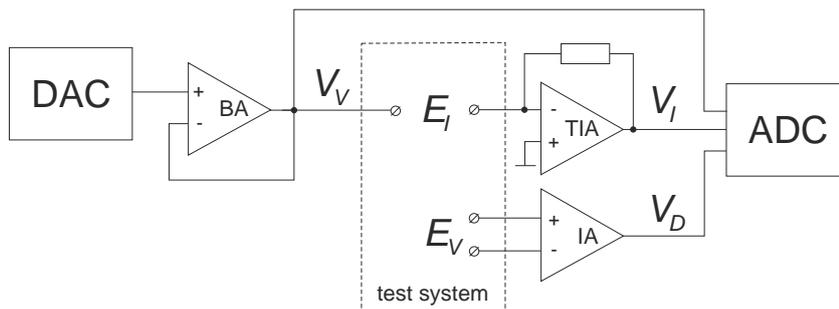 DAC
+
-
BA
V_V
E_I
-
+
TIA
V_I
ADC
E_V
+
-
IA
V_D
test system